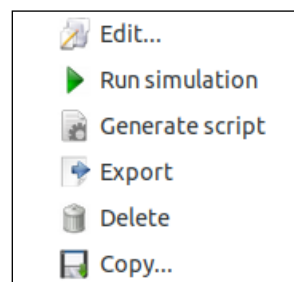 Edit...
Run simulation
Generate script
Export
Delete
Copy...